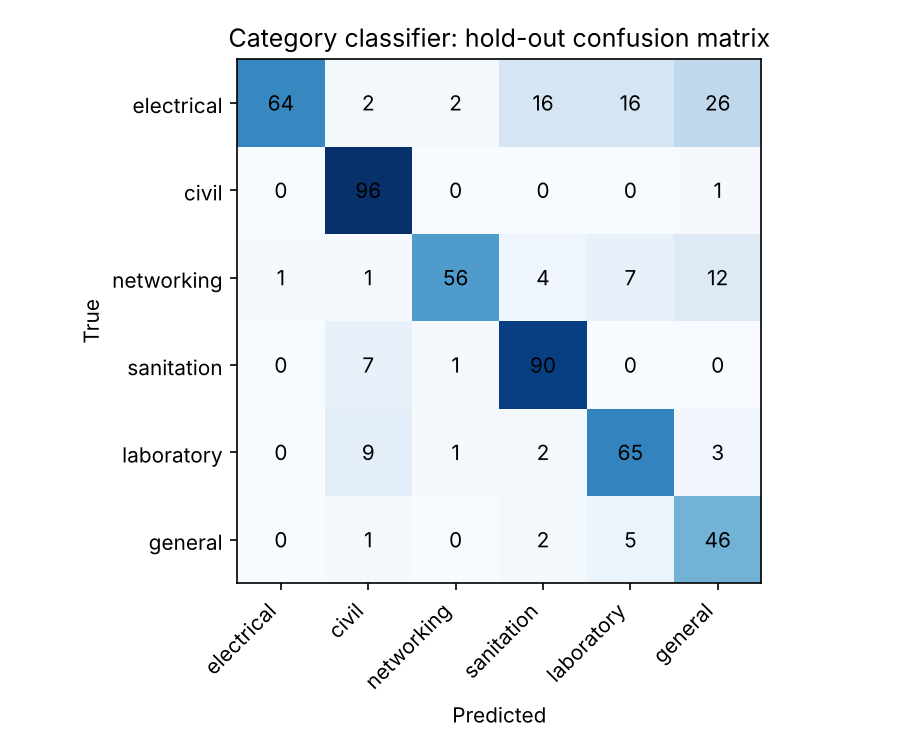 Category classifier: hold-out confusion matrix
electrical 64 2 2 16 16 26
civil 0 96 0 0 0 1
networking 1 1 56 4 7 12
sanitation 0 7 1 90 0 0
laboratory 0 9 1 2 65 3
general 0 1 0 2 5 46
True
electrical civil networking sanitation laboratory general
Predicted